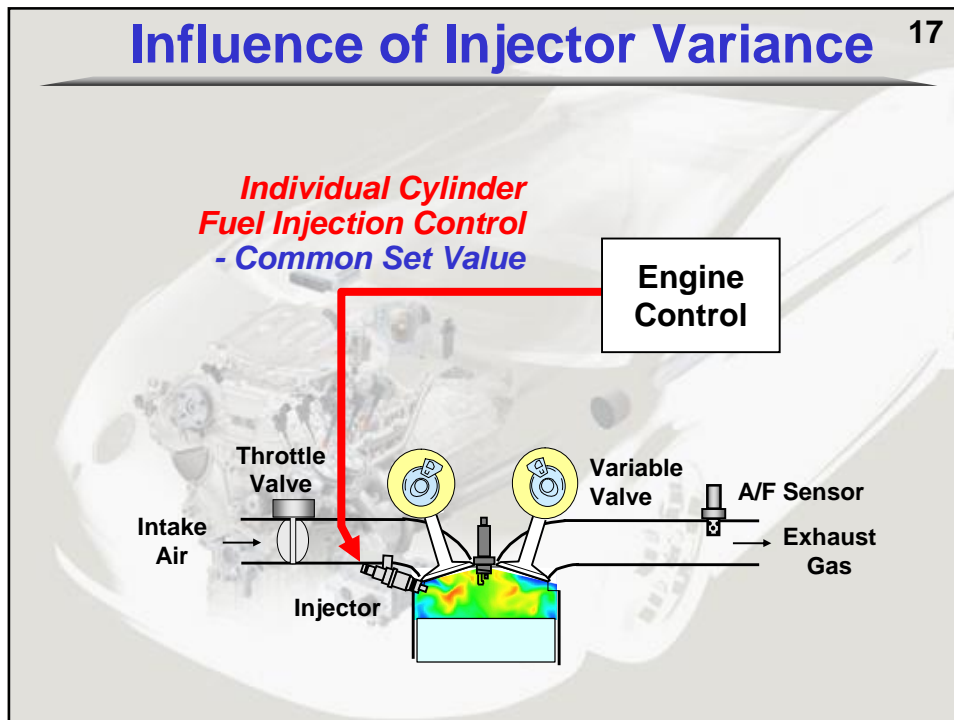 Influence of Injector Variance
17
Individual Cylinder
Fuel Injection Control
- Common Set Value
Engine
Control
Throttle
Valve
Variable
Valve
A/F Sensor
Intake
Air
Exhaust
Gas
Injector